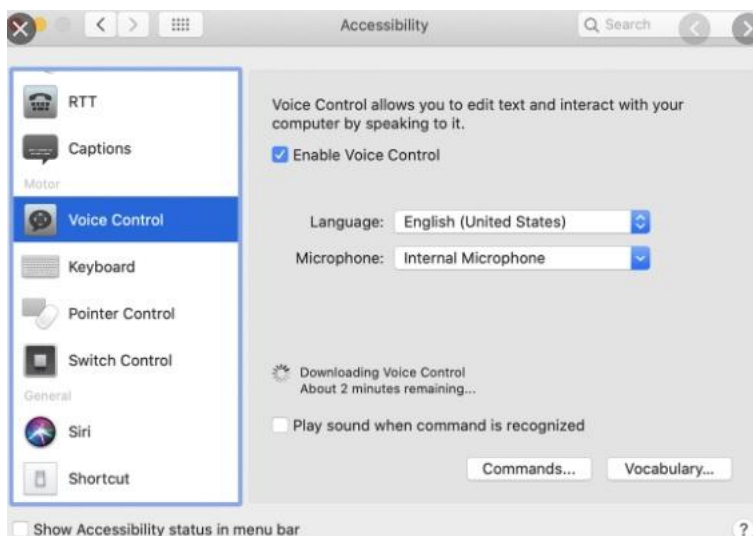 Accessibility
Search
RTT
Captions
Motor
Voice Control
Keyboard
Pointer Control
Switch Control
General
Siri
Shortcut
Voice Control allows you to edit text and interact with your
computer by speaking to it.
Enable Voice Control
Language: English (United States)
Microphone: Internal Microphone
Downloading Voice Control
About 2 minutes remaining...
Play sound when command is recognized
Commands... Vocabulary...
Show Accessibility status in menu bar
?